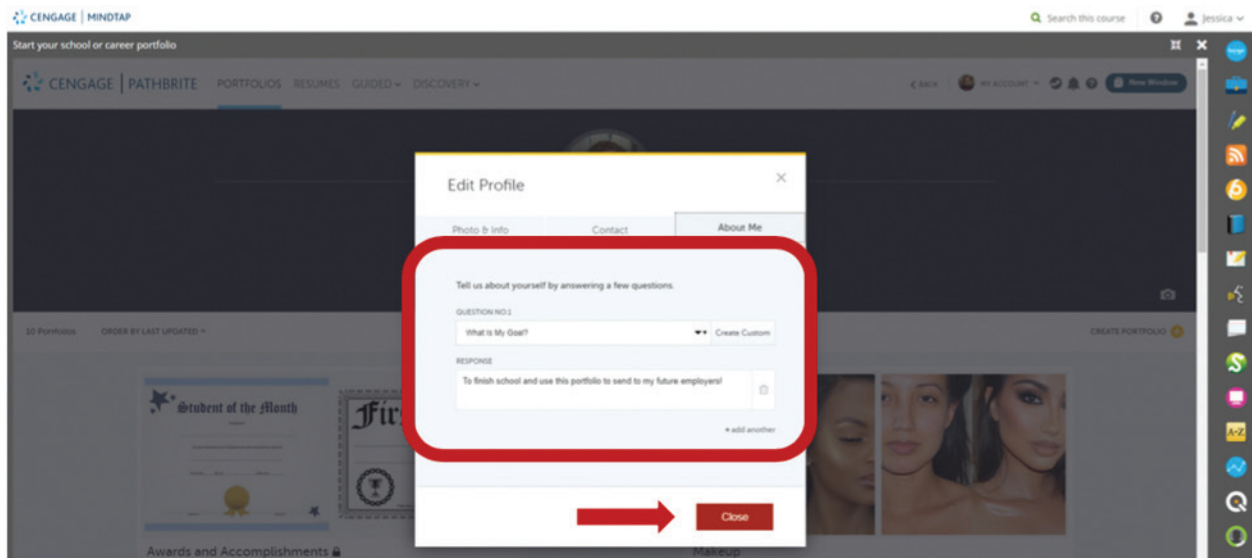 CENGAGE | MINDTAP
Search this course
Jessica
Start your school or career portfolio
CENGAGE | PATHBRITE PORTFOLIOS RESUMES GUIDED DISCOVERY
BACK MY ACCOUNT New Window
Edit Profile
Photo & Info Contact About Me
Tell us about yourself by answering a few questions.
QUESTION NO.1
What Is My Goal? Create Custom
RESPONSE
To finish school and use this portfolio to send to my future employers!
+ add another
Close
10 Portfolios ORDER BY LAST UPDATED
CREATE PORTFOLIO
Student of the Month
Firs
A-Z
Awards and Accomplishments
Makeup